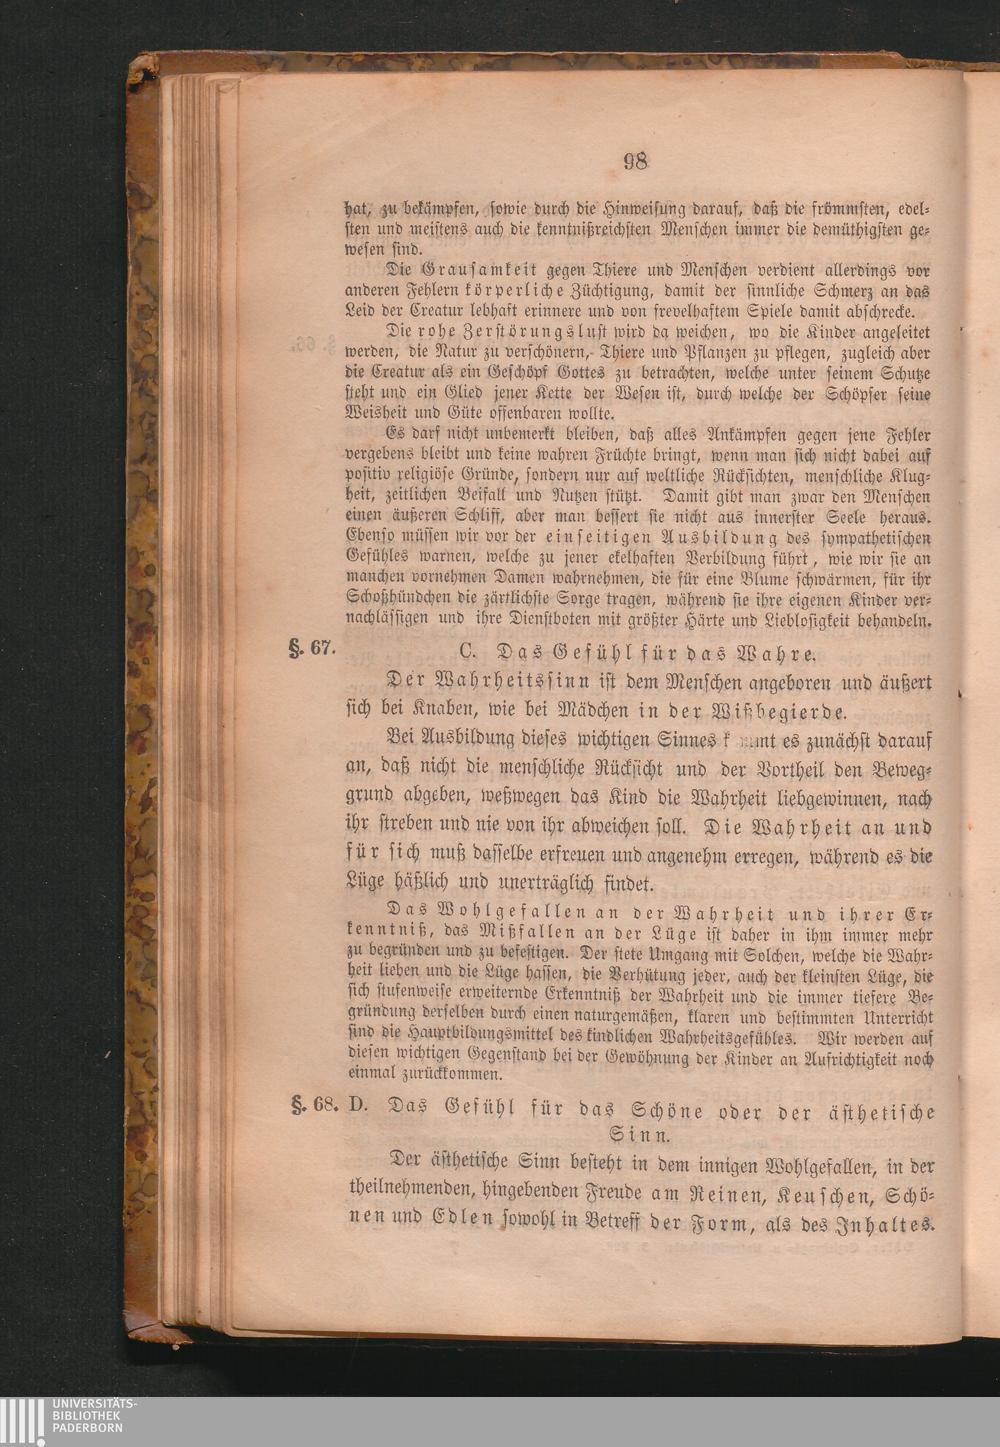 98
hat, zu bekämpfen, sowie durch die Hinweisung darauf, daß die frömmsten, edel-
sten und meistens auch die kenntnißreichsten Menschen immer die demüthigsten ge-
wesen sind.
Die Grausamkeit gegen Thiere und Menschen verdient allerdings vor
anderen Fehlern körperliche Züchtigung, damit der sinnliche Schmerz an das
Leid der Creatur lebhaft erinnere und von frevelhaftem Spiele damit abschrecke.
Die rohe Zerstörungslust wird da weichen, wo die Kinder angeleitet
werden, die Natur zu verschönern, Thiere und Pflanzen zu pflegen, zugleich aber
die Creatur als ein Geschöpf Gottes zu betrachten, welche unter seinem Schutze
steht und ein Glied jener Kette der Wesen ist, durch welche der Schöpfer seine
Weisheit und Güte offenbaren wollte.
Es darf nicht unbemerkt bleiben, daß alles Ankämpfen gegen jene Fehler
vergebens bleibt und keine wahren Früchte bringt, wenn man sich nicht dabei auf
positiv religiöse Gründe, sondern nur auf weltliche Rücksichten, menschliche Klug-
heit, zeitlichen Beifall und Nutzen stützt. Damit gibt man zwar den Menschen
einen äußeren Schliff, aber man bessert sie nicht aus innerster Seele heraus.
Ebenso müssen wir vor der einseitigen Ausbildung des sympathetischen
Gefühles warnen, welche zu jener ekelhaften Verbildung führt, wie wir sie an
manchen vornehmen Damen wahrnehmen, die für eine Blume schwärmen, für ihr
Schoßhündchen die zärtlichste Sorge tragen, während sie ihre eigenen Kinder ver-
nachlässigen und ihre Dienstboten mit größter Härte und Lieblosigkeit behandeln.
§. 67. C. Das Gefühl für das Wahre.
Der Wahrheitssinn ist dem Menschen angeboren und äußert
sich bei Knaben, wie bei Mädchen in der Wißbegierde.
Bei Ausbildung dieses wichtigen Sinnes k mmt es zunächst darauf
an, daß nicht die menschliche Rücksicht und der Vortheil den Beweg-
grund abgeben, weßwegen das Kind die Wahrheit liebgewinnen, nach
ihr streben und nie von ihr abweichen soll. Die Wahrheit an und
für sich muß dasselbe erfreuen und angenehm erregen, während es die
Lüge häßlich und unerträglich findet.
Das Wohlgefallen an der Wahrheit und ihrer Er-
kenntniß, das Mißfallen an der Lüge ist daher in ihm immer mehr
zu begründen und zu befestigen. Der stete Umgang mit Solchen, welche die Wahr-
heit lieben und die Lüge hassen, die Verhütung jeder, auch der kleinsten Lüge, die
sich stufenweise erweiternde Erkenntniß der Wahrheit und die immer tiefere Be-
gründung derselben durch einen naturgemäßen, klaren und bestimmten Unterricht
sind die Hauptbildungsmittel des kindlichen Wahrheitsgefühles. Wir werden auf
diesen wichtigen Gegenstand bei der Gewöhnung der Kinder an Aufrichtigkeit noch
einmal zurückkommen.
§. 68. D. Das Gefühl für das Schöne oder der ästhetische
Sinn.
Der ästhetische Sinn besteht in dem innigen Wohlgefallen, in der
theilnehmenden, hingebenden Freude am Reinen, Keuschen, Schö-
nen und Edlen sowohl in Betreff der Form, als des Inhaltes.
UNIVERSITÄTS-
BIBLIOTHEK
PADERBORN